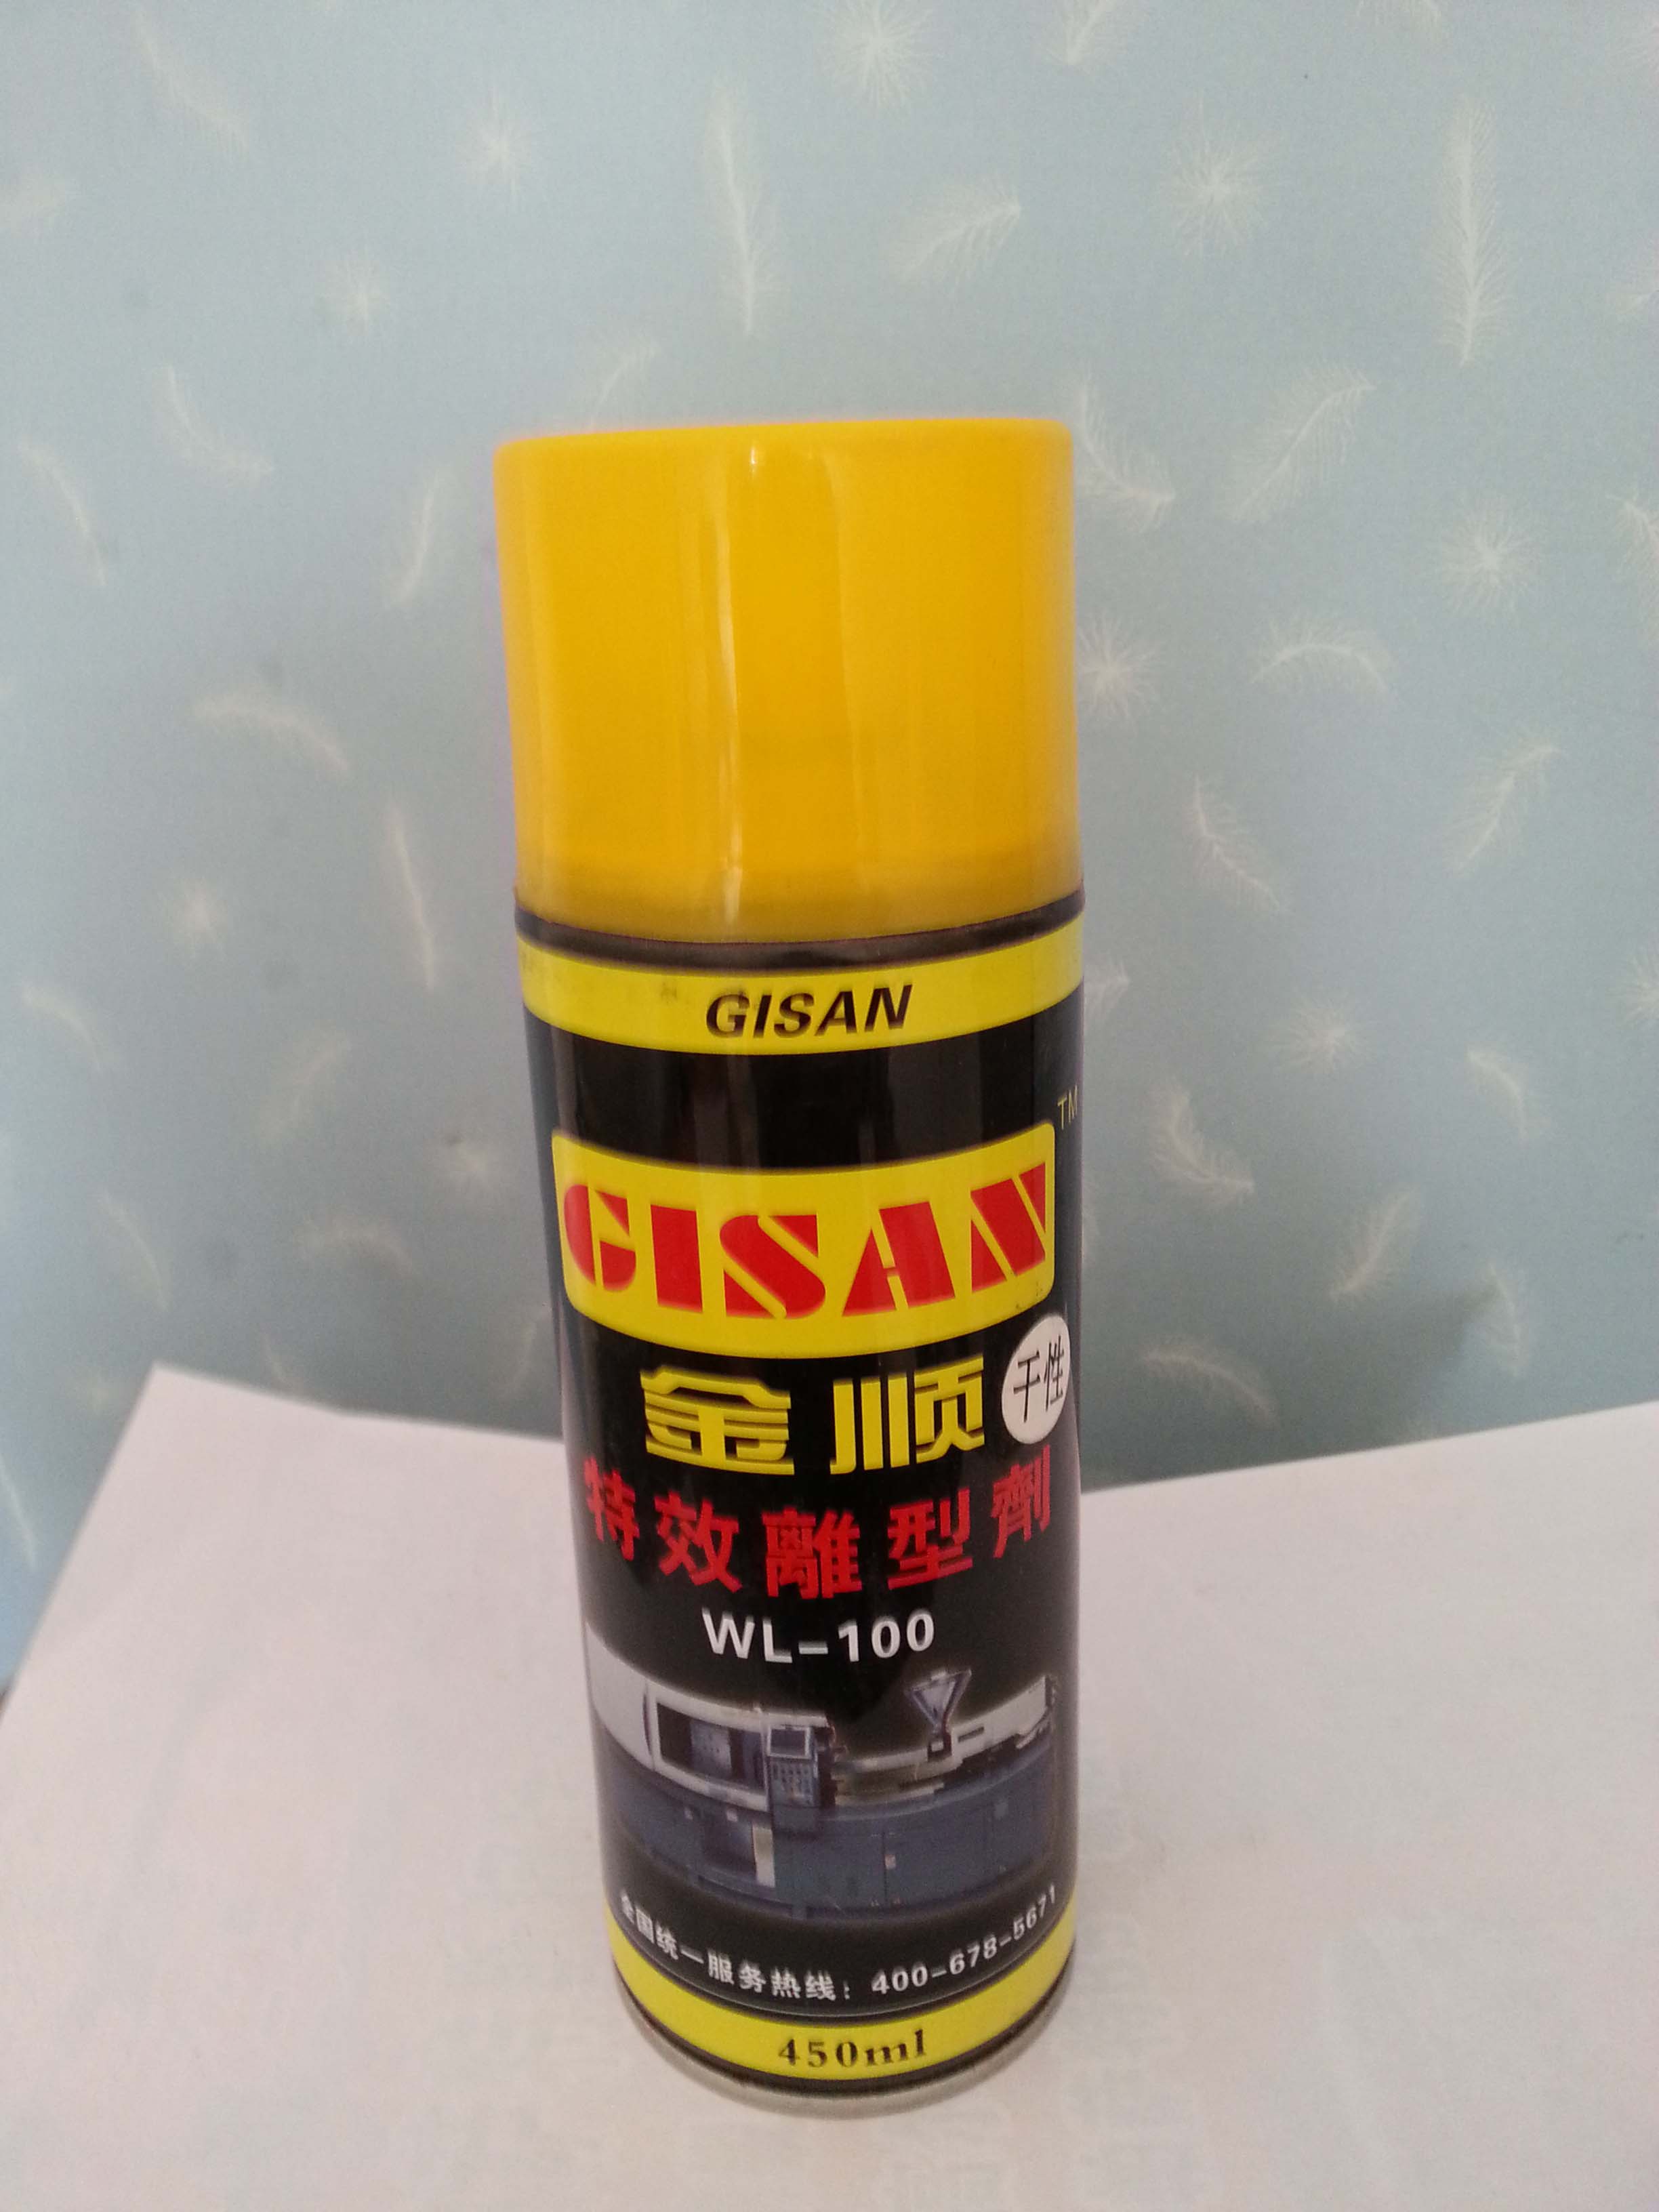 GISAN
TM
GISAN
金顺
干性
特效離型劑
WL-100
全国统一服务热线：400-678-5671
450ml